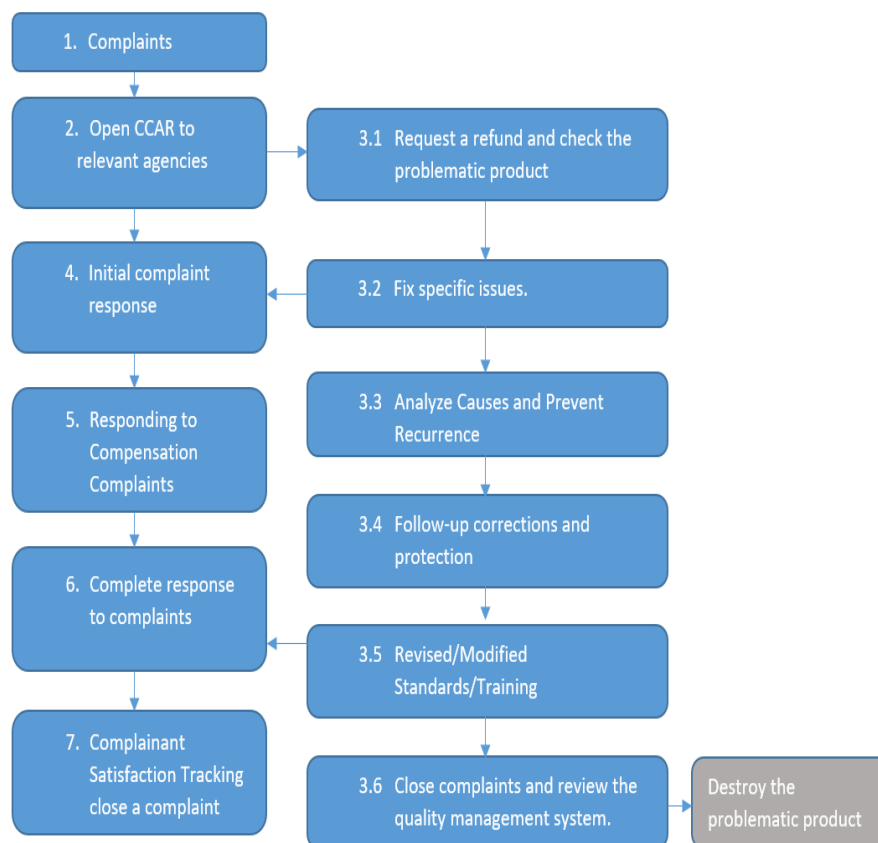 1. Complaints
2. Open CCAR to
relevant agencies
3.1 Request a refund and check the
problematic product
4. Initial complaint
response
3.2 Fix specific issues.
3.3 Analyze Causes and Prevent
Recurrence
5. Responding to
Compensation
Complaints
3.4 Follow-up corrections and
protection
6. Complete response
to complaints
3.5 Revised/Modified
Standards/Training
7. Complainant
Satisfaction Tracking
close a complaint
3.6 Close complaints and review the
quality management system.
Destroy the
problematic product